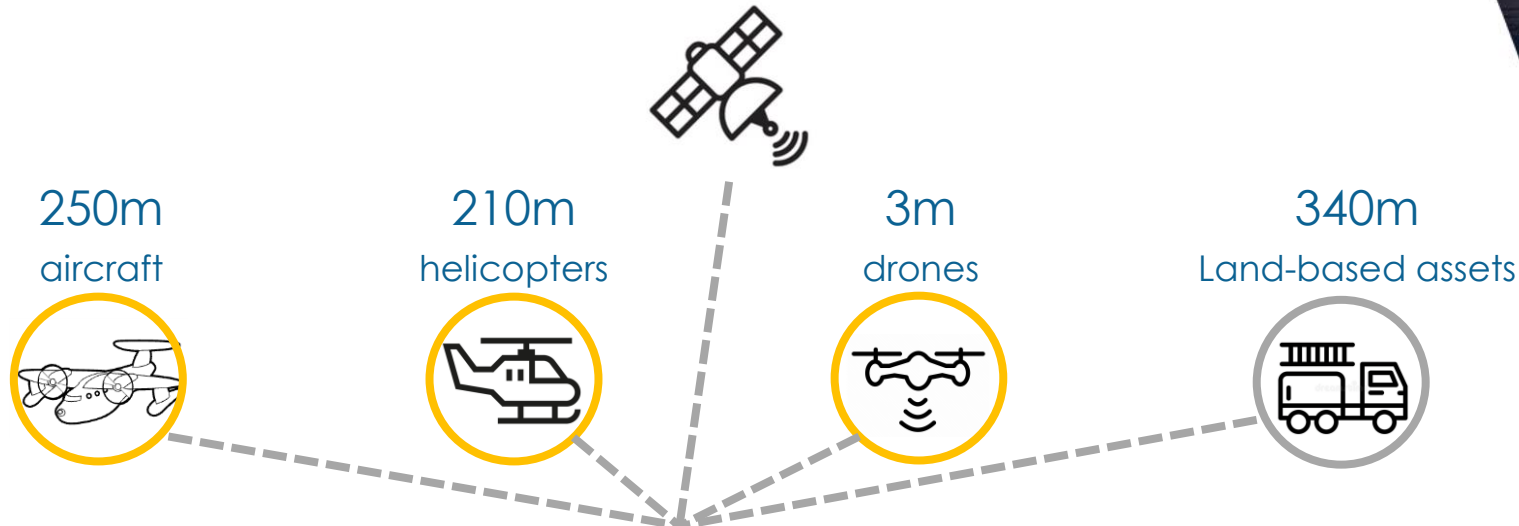 250m
aircraft
210m
helicopters
3m
drones
340m
Land-based assets